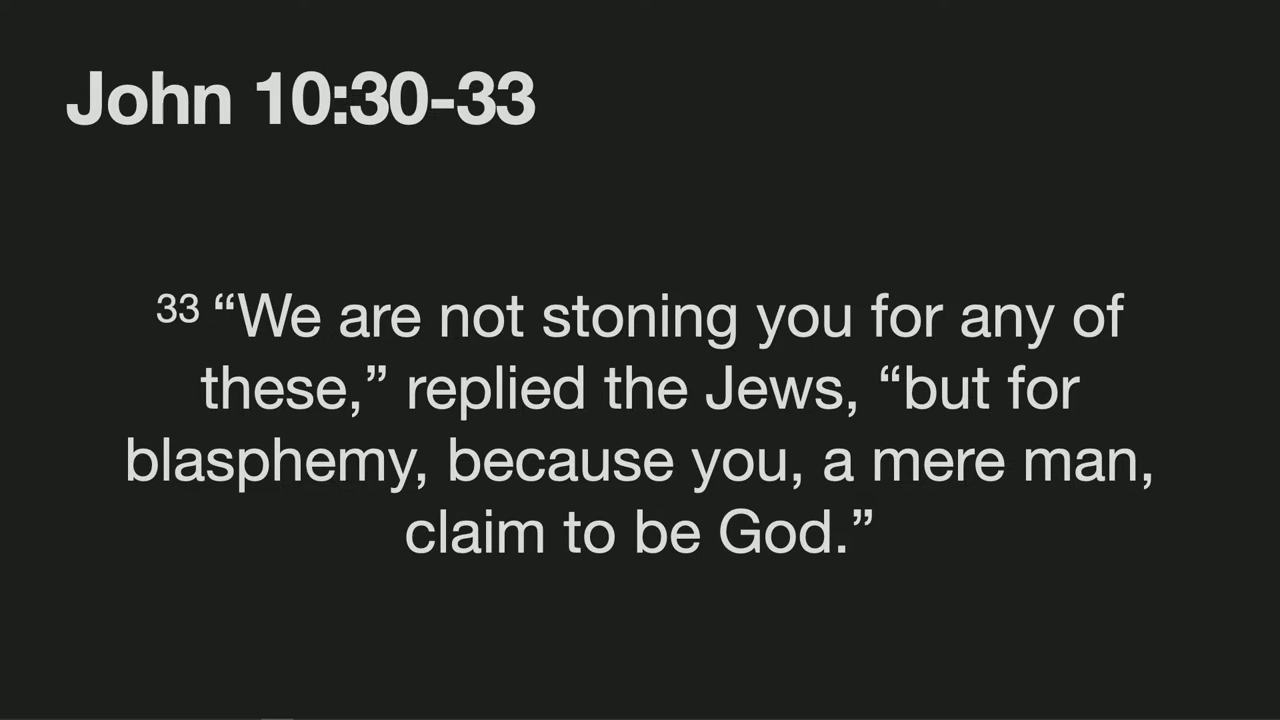 John 10:30-33
33 “We are not stoning you for any of
these,” replied the Jews, “but for
blasphemy, because you, a mere man,
claim to be God.”